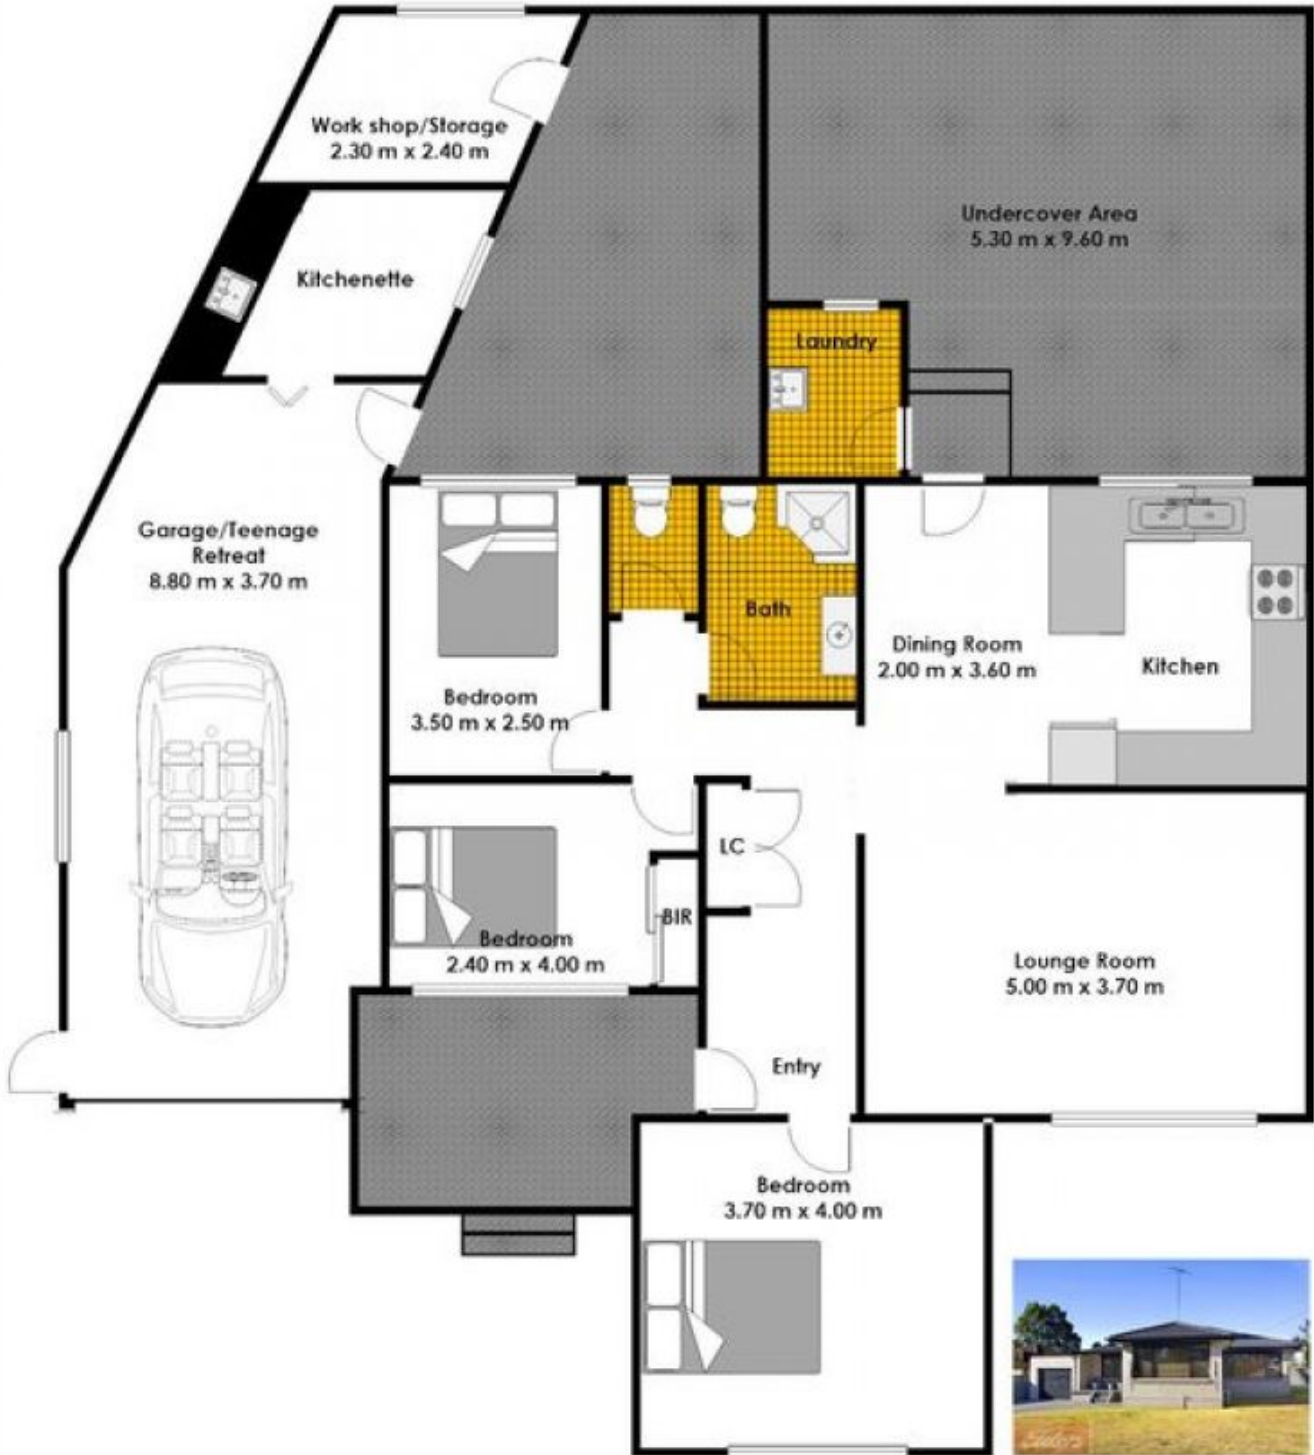 Work shop/Storage
2.30 m x 2.40 m
Undercover Area
5.30 m x 9.60 m
Kitchenette
Laundry
Garage/Teenage
Retreat
8.80 m x 3.70 m
Bath
Dining Room
2.00 m x 3.60 m
Kitchen
Bedroom
3.50 m x 2.50 m
LC
BIR
Bedroom
2.40 m x 4.00 m
Lounge Room
5.00 m x 3.70 m
Entry
Bedroom
3.70 m x 4.00 m